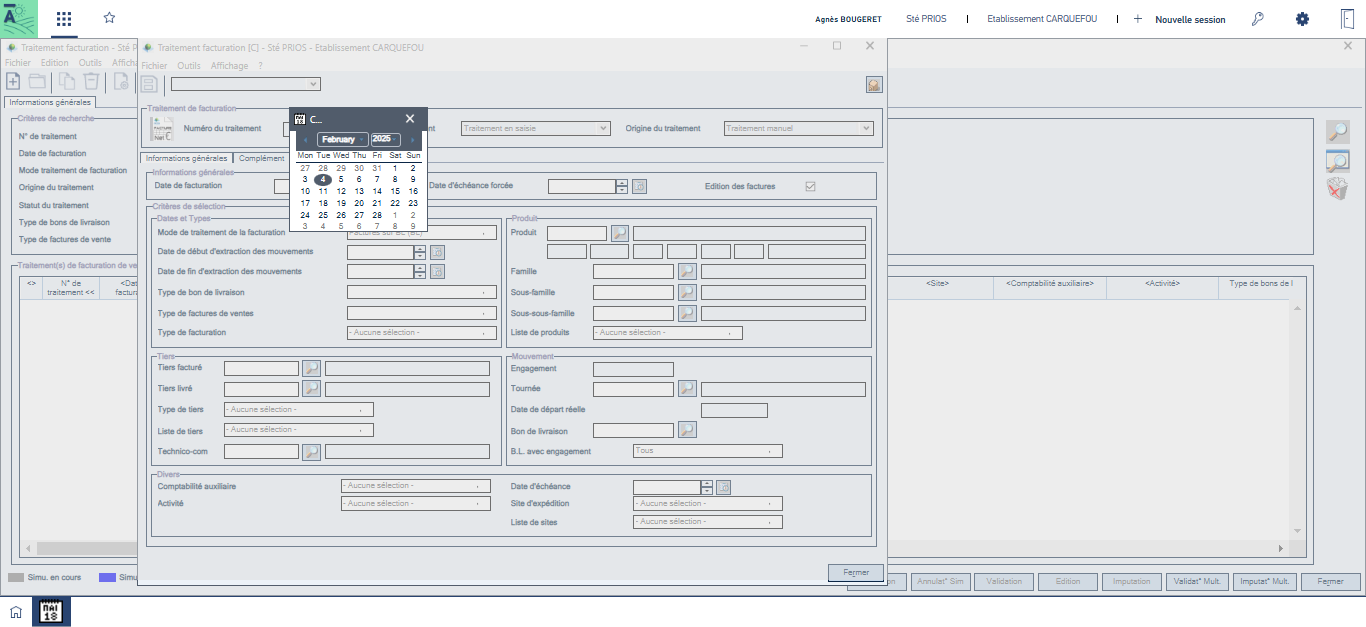 Agnès BOUGERET Sté PRIOS | Etablissement CARQUEFOU | + Nouvelle session
Traitement facturation - Sté P
Fichier Edition Outils Afficha
Informations générales
Critères de recherche
N° de traitement
Date de facturation
Mode traitement de facturation
Origine du traitement
Statut du traitement
Type de bons de livraison
Type de factures de vente
Traitement(s) de facturation de ve
<> N° de traitement << <Dat factura
<Site> <Comptabilité auxiliaire> <Activité> Type de bons de l
Simu. en cours Simu
Traitement facturation [C] - Sté PRIOS - Etablissement CARQUEFOU
Fichier Outils Affichage ?
Traitement de facturation
Numéro du traitement nt Traitement en saisie Origine du traitement Traitement manuel
C...
February 2025
Mon Tue Wed Thu Fri Sat Sun
27 28 29 30 31 1 2
3 4 5 6 7 8 9
10 11 12 13 14 15 16
17 18 19 20 21 22 23
24 25 26 27 28 1 2
3 4 5 6 7 8 9
Informations générales Complément
Informations générales
Date de facturation Date d'échéance forcée Edition des factures
Critères de sélection
Dates et Types
Mode de traitement de la facturation Factures sur BL (BL)
Date de début d'extraction des mouvements
Date de fin d'extraction des mouvements
Type de bon de livraison
Type de factures de ventes
Type de facturation - Aucune sélection -
Produit
Produit
Famille
Sous-famille
Sous-sous-famille
Liste de produits - Aucune sélection -
Tiers
Tiers facturé
Tiers livré
Type de tiers - Aucune sélection -
Liste de tiers - Aucune sélection -
Technico-com
Mouvement
Engagement
Tournée
Date de départ réelle
Bon de livraison
B.L. avec engagement Tous
Divers
Comptabilité auxiliaire - Aucune sélection -
Activité - Aucune sélection -
Date d'échéance
Site d'expédition - Aucune sélection -
Liste de sites - Aucune sélection -
Fermer
on Annulat° Sim Validation Edition Imputation Validat° Mult. Imputat° Mult. Fermer
MAI
18